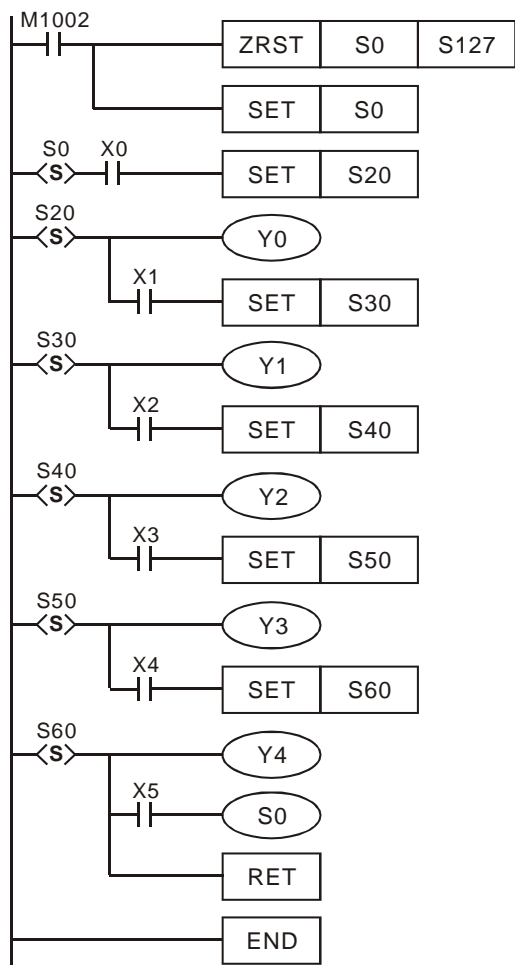 M1002
ZRST S0 S127
SET S0
S0 X0
S SET S20
S20
S Y0
X1
SET S30
S30
S Y1
X2
SET S40
S40
S Y2
X3
SET S50
S50
S Y3
X4
SET S60
S60
S Y4
X5
S0
RET
END